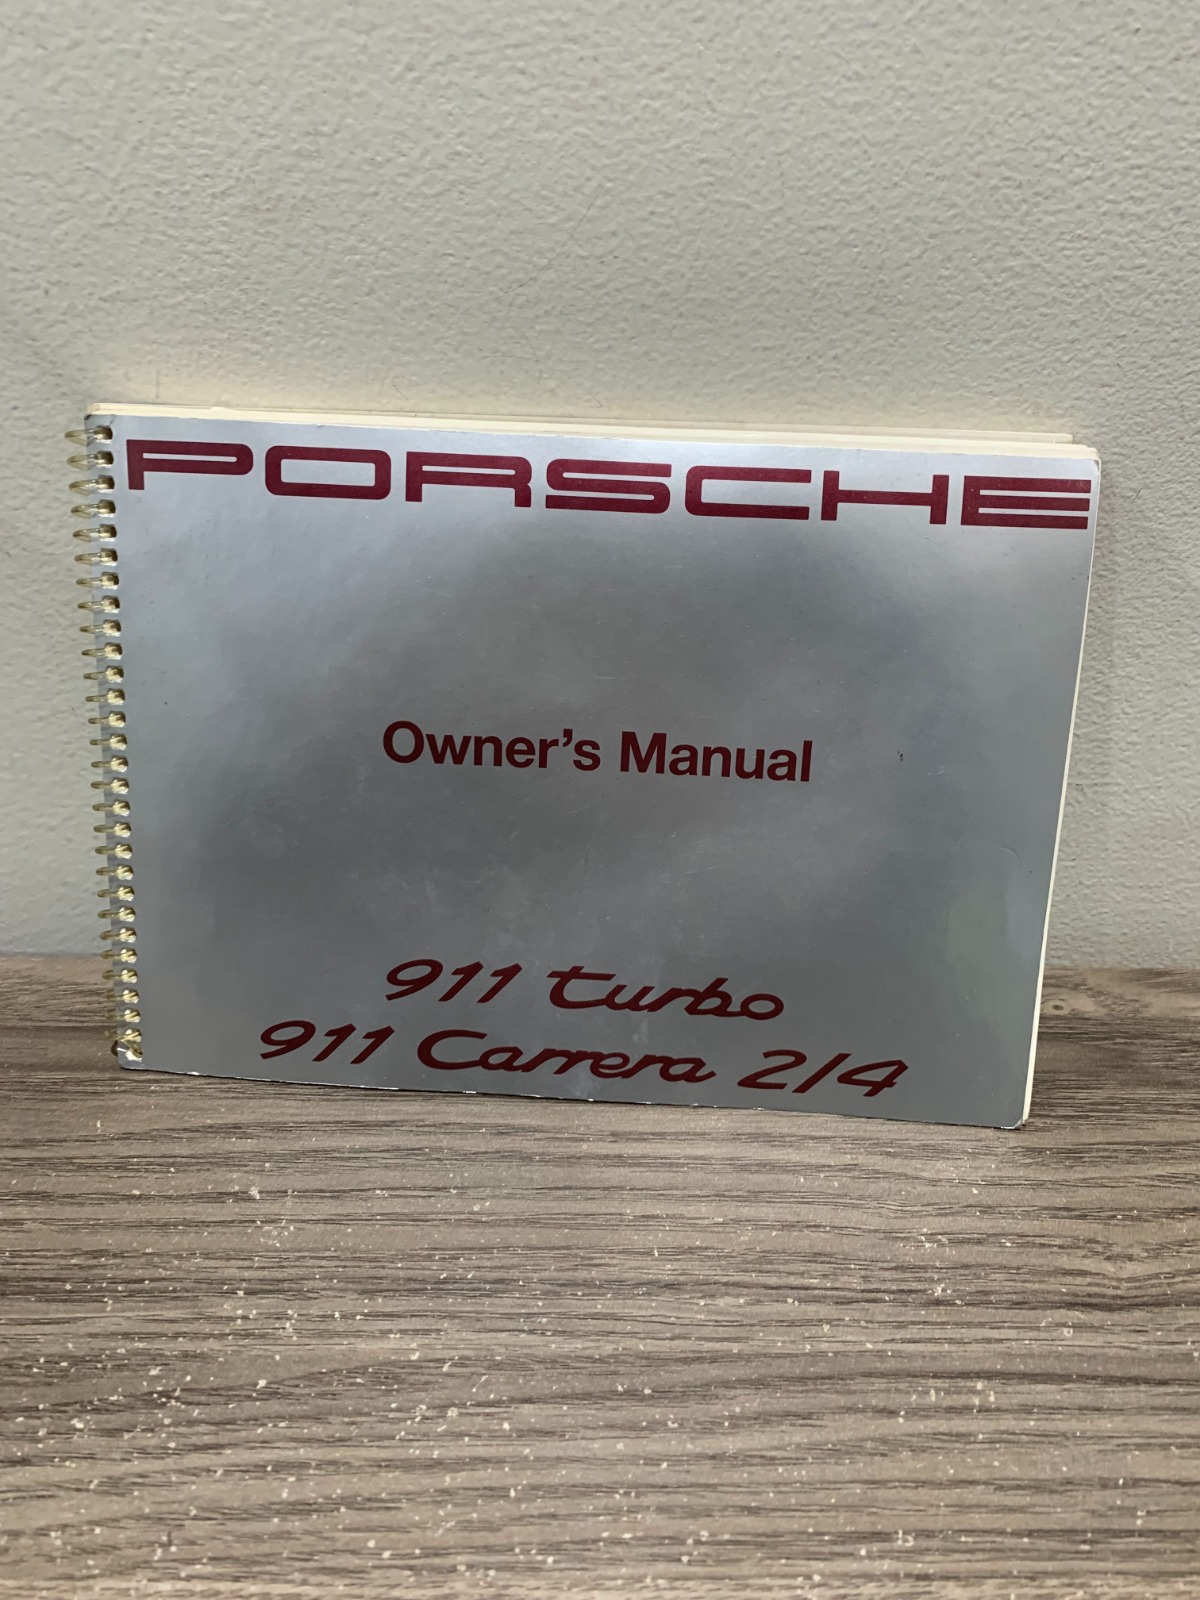 PORSCHE
Owner's Manual
911 turbo
911 Carrera 2/4